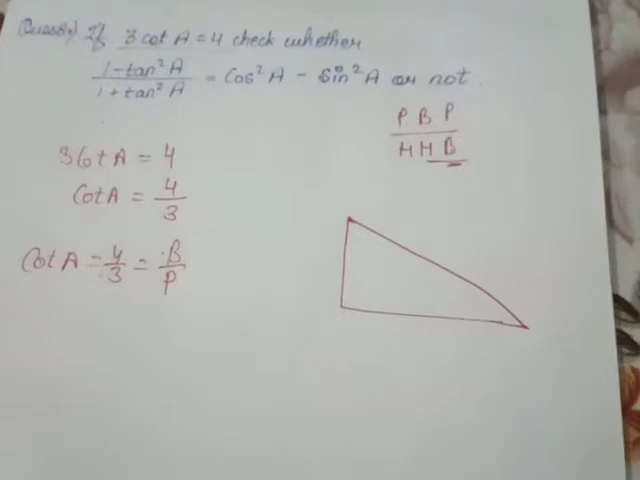 Question) If 3 cot A = 4 check whether
1 - tan² A / 1 + tan² A = Cos² A - Sin² A or not.
P B P
H H B
3 Cot A = 4
Cot A = 4/3
Cot A = 4/3 = B/P